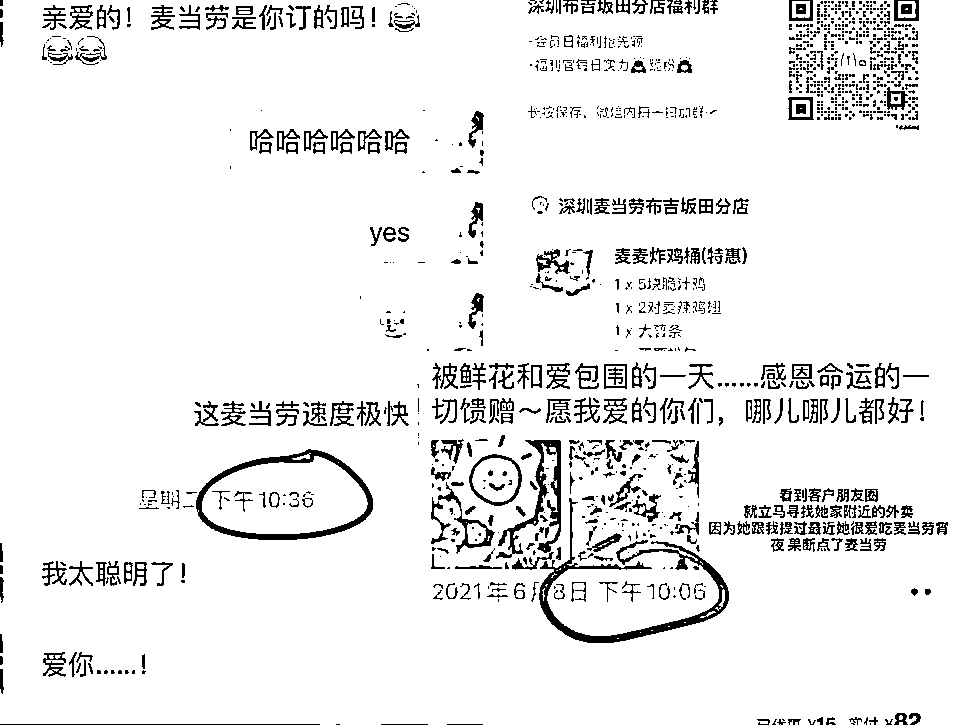 亲爱的！麦当劳是你订的吗！😂
😂😂
哈哈哈哈哈哈
yes
这麦当劳速度极快
星期二 下午10:36
我太聪明了！
爱你......！
深圳布吉坂田分店福利群
·会员日福利抢先领
·福利官每日实力宠粉
长按保存，微信内扫一扫加群
深圳麦当劳布吉坂田分店
麦麦炸鸡桶(特惠)
1 x 5块脆汁鸡
1 x 2对麦辣鸡翅
1 x 大薯条
被鲜花和爱包围的一天......感恩命运的一
切馈赠～愿我爱的你们，哪儿哪儿都好！
看到客户朋友圈
就立马寻找她家附近的外卖
因为她跟我提过最近她很爱吃麦当劳宵
夜 果断点了麦当劳
2021年6月8日 下午10:06
已优惠 ¥15 实付 ¥82